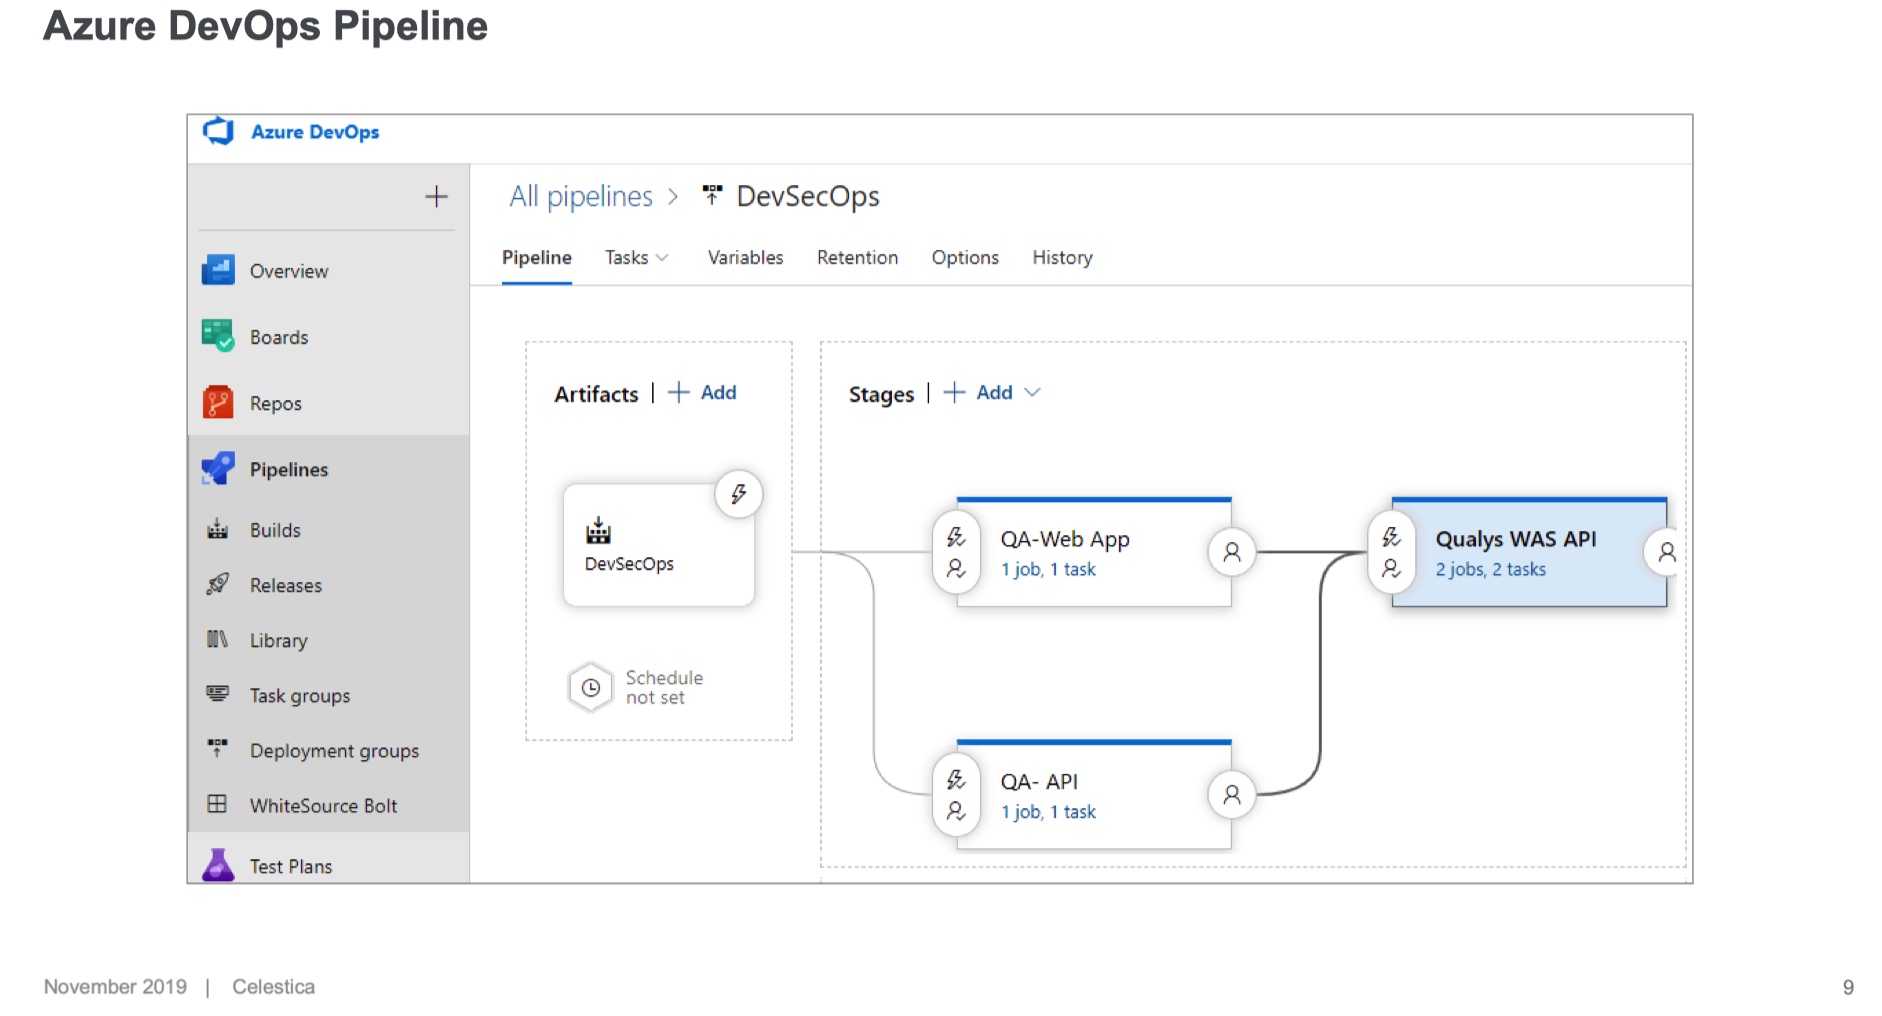 Azure DevOps Pipeline
Azure DevOps
All pipelines > DevSecOps
Pipeline Tasks Variables Retention Options History
Overview
Boards
Repos
Pipelines
Builds
Releases
Library
Task groups
Deployment groups
WhiteSource Bolt
Test Plans
Artifacts | + Add
DevSecOps
Schedule
not set
Stages | + Add
QA-Web App
1 job, 1 task
Qualys WAS API
2 jobs, 2 tasks
QA- API
1 job, 1 task
November 2019 | Celestica
9